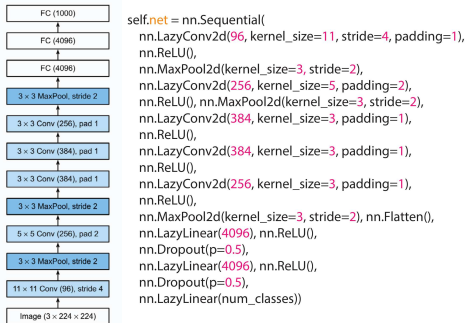 FC (1000)
FC (4096)
FC (4096)
3 × 3 MaxPool, stride 2
3 × 3 Conv (256), pad 1
3 × 3 Conv (384), pad 1
3 × 3 Conv (384), pad 1
3 × 3 MaxPool, stride 2
5 × 5 Conv (256), pad 2
3 × 3 MaxPool, stride 2
11 × 11 Conv (96), stride 4
Image (3 × 224 × 224)
self.net = nn.Sequential(
nn.LazyConv2d(96, kernel_size=11, stride=4, padding=1),
nn.ReLU(),
nn.MaxPool2d(kernel_size=3, stride=2),
nn.LazyConv2d(256, kernel_size=5, padding=2),
nn.ReLU(), nn.MaxPool2d(kernel_size=3, stride=2),
nn.LazyConv2d(384, kernel_size=3, padding=1),
nn.ReLU(),
nn.LazyConv2d(384, kernel_size=3, padding=1),
nn.ReLU(),
nn.LazyConv2d(256, kernel_size=3, padding=1),
nn.ReLU(),
nn.MaxPool2d(kernel_size=3, stride=2), nn.Flatten(),
nn.LazyLinear(4096), nn.ReLU(),
nn.Dropout(p=0.5),
nn.LazyLinear(4096), nn.ReLU(),
nn.Dropout(p=0.5),
nn.LazyLinear(num_classes))